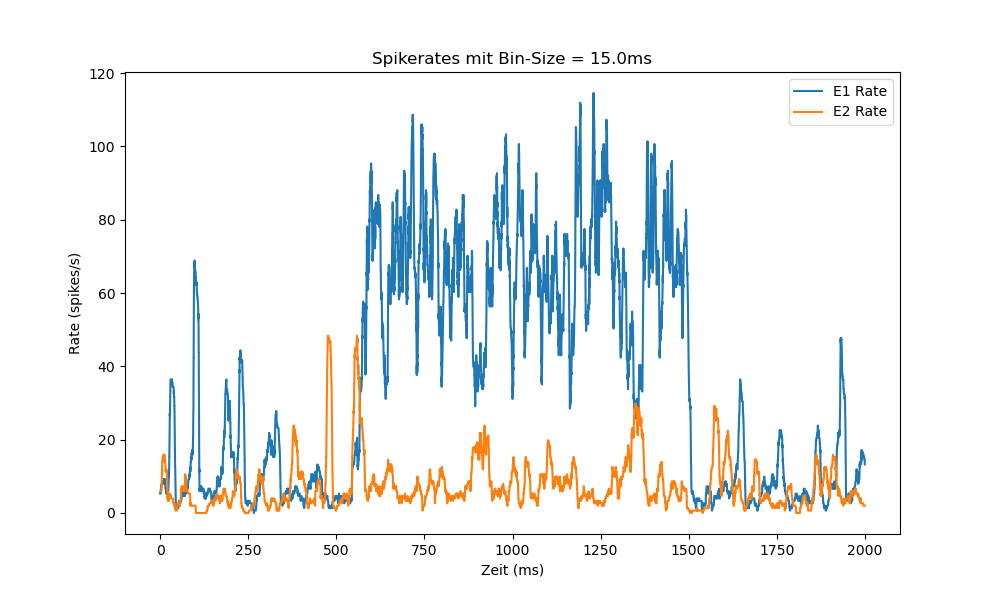 Spikerates mit Bin-Size = 15.0ms
E1 Rate
E2 Rate
Rate (spikes/s)
120
100
80
60
40
20
0
0 250 500 750 1000 1250 1500 1750 2000
Zeit (ms)